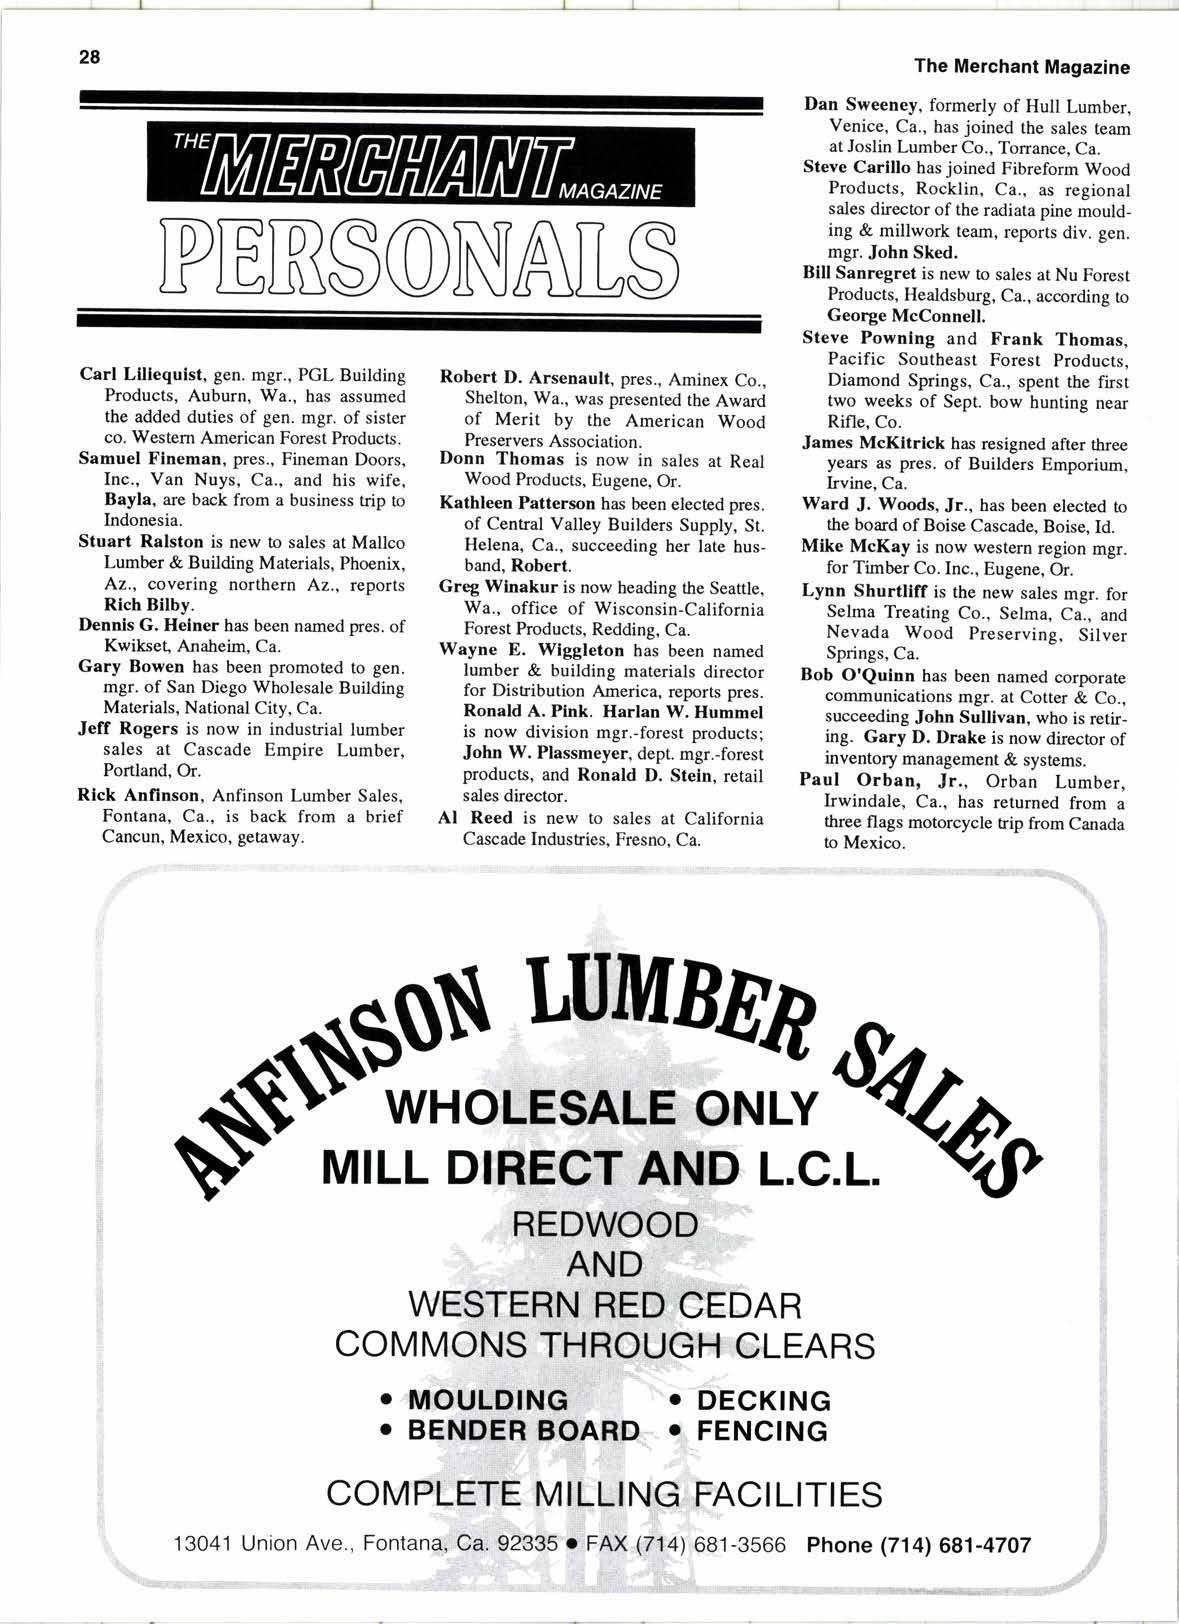 28
The Merchant Magazine
THE MERCHANT MAGAZINE
PERSONALS
Carl Liliequist, gen. mgr., PGL Building
Products, Auburn, Wa., has assumed
the added duties of gen. mgr. of sister
co. Western American Forest Products.
Samuel Fineman, pres., Fineman Doors,
Inc., Van Nuys, Ca., and his wife,
Bayla, are back from a business trip to
Indonesia.
Stuart Ralston is new to sales at Mallco
Lumber & Building Materials, Phoenix,
Az., covering northern Az., reports
Rich Bilby.
Dennis G. Heiner has been named pres. of
Kwikset, Anaheim, Ca.
Gary Bowen has been promoted to gen.
mgr. of San Diego Wholesale Building
Materials, National City, Ca.
Jeff Rogers is now in industrial lumber
sales at Cascade Empire Lumber,
Portland, Or.
Rick Anfinson, Anfinson Lumber Sales,
Fontana, Ca., is back from a brief
Cancun, Mexico, getaway.
Robert D. Arsenault, pres., Aminex Co.,
Shelton, Wa., was presented the Award
of Merit by the American Wood
Preservers Association.
Donn Thomas is now in sales at Real
Wood Products, Eugene, Or.
Kathleen Patterson has been elected pres.
of Central Valley Builders Supply, St.
Helena, Ca., succeeding her late hus-
band, Robert.
Greg Winakur is now heading the Seattle,
Wa., office of Wisconsin-California
Forest Products, Redding, Ca.
Wayne E. Wiggleton has been named
lumber & building materials director
for Distribution America, reports pres.
Ronald A. Pink. Harlan W. Hummel
is now division mgr.-forest products;
John W. Plassmeyer, dept. mgr.-forest
products, and Ronald D. Stein, retail
sales director.
Al Reed is new to sales at California
Cascade Industries, Fresno, Ca.
Dan Sweeney, formerly of Hull Lumber,
Venice, Ca., has joined the sales team
at Joslin Lumber Co., Torrance, Ca.
Steve Carillo has joined Fibreform Wood
Products, Rocklin, Ca., as regional
sales director of the radiata pine mould-
ing & millwork team, reports div. gen.
mgr. John Sked.
Bill Sanregret is new to sales at Nu Forest
Products, Healdsburg, Ca., according to
George McConnell.
Steve Powning and Frank Thomas,
Pacific Southeast Forest Products,
Diamond Springs, Ca., spent the first
two weeks of Sept. bow hunting near
Rifle, Co.
James McKitrick has resigned after three
years as pres. of Builders Emporium,
Irvine, Ca.
Ward J. Woods, Jr., has been elected to
the board of Boise Cascade, Boise, Id.
Mike McKay is now western region mgr.
for Timber Co. Inc., Eugene, Or.
Lynn Shurtliff is the new sales mgr. for
Selma Treating Co., Selma, Ca., and
Nevada Wood Preserving, Silver
Springs, Ca.
Bob O'Quinn has been named corporate
communications mgr. at Cotter & Co.,
succeeding John Sullivan, who is retir-
ing. Gary D. Drake is now director of
inventory management & systems.
Paul Orban, Jr., Orban Lumber,
Irwindale, Ca., has returned from a
three flags motorcycle trip from Canada
to Mexico.
ANFINSON LUMBER SALES
WHOLESALE ONLY
MILL DIRECT AND L.C.L.
REDWOOD
AND
WESTERN RED CEDAR
COMMONS THROUGH CLEARS
• MOULDING • DECKING
• BENDER BOARD • FENCING
COMPLETE MILLING FACILITIES
13041 Union Ave., Fontana, Ca. 92335 • FAX (714) 681-3566 Phone (714) 681-4707